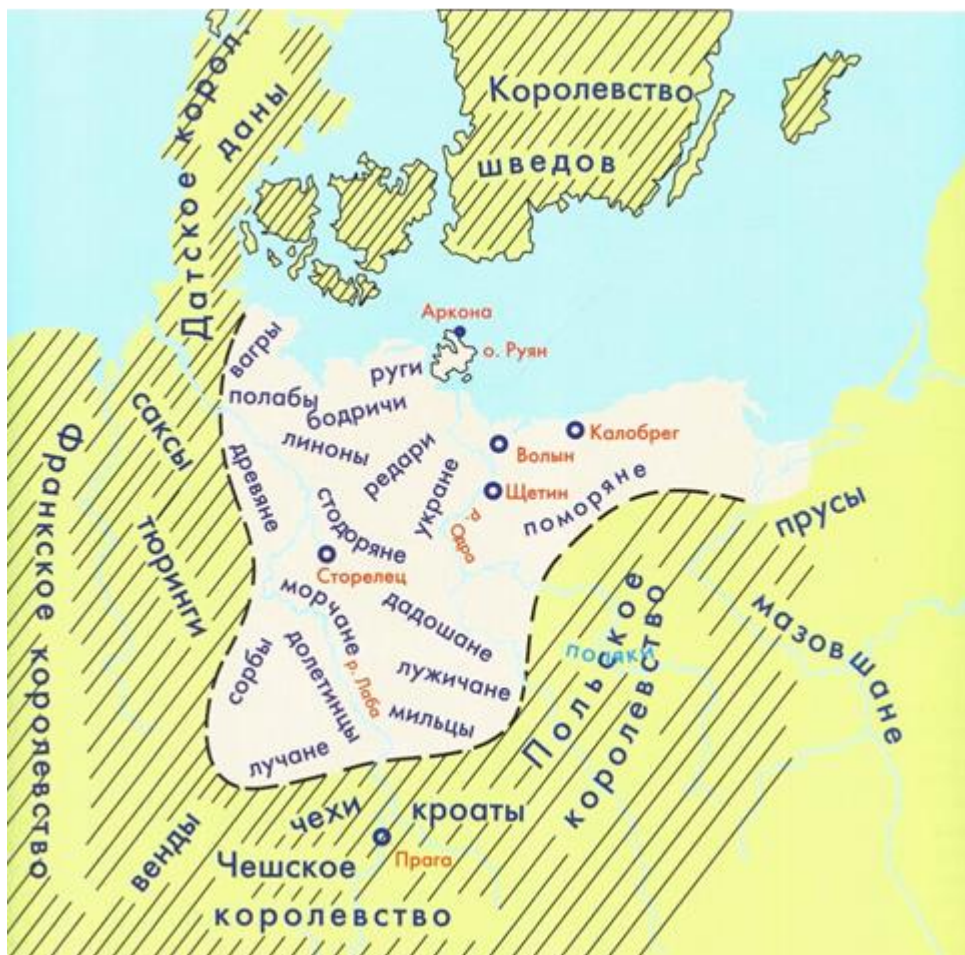 Датское корол.
даны
Королевство
шведов
Аркона
о. Руян
вагры
руги
полабы
бодричи
Калобрег
линоны
Волын
саксы
редари
древяне
укране
Щетин
поморяне
прусы
Франкское королевство
стодоряне
р. Одра
тюринги
Сторелец
морчане
дадошане
мазовшане
поляки
Польское
королевство
сорбы
долетинцы
р. Лаба
лужичане
мильцы
лучане
чехи
кроаты
венды
Прага
Чешское
королевство